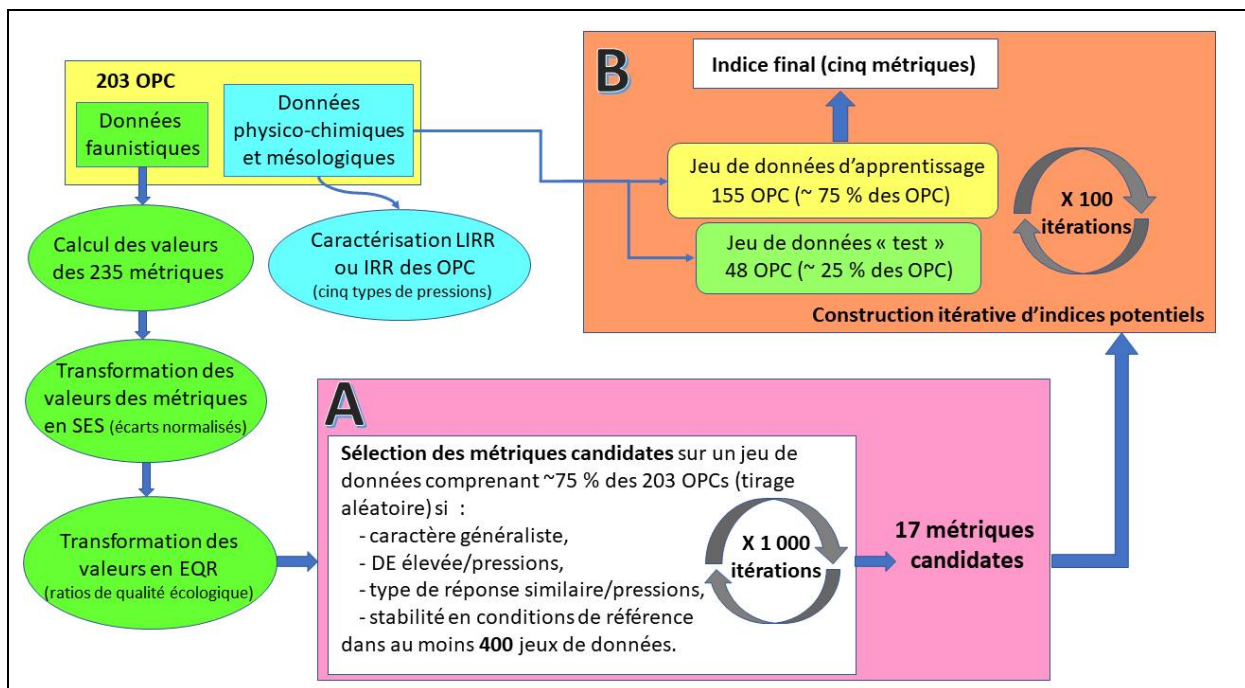 203 OPC
Données
faunistiques
Données
physico-chimiques
et mésologiques
Calcul des valeurs
des 235 métriques
Caractérisation LIRR
ou IRR des OPC
(cinq types de pressions)
Transformation des
valeurs des métriques
en SES (écarts normalisés)
Transformation des
valeurs en EQR
(ratios de qualité écologique)
A
Sélection des métriques candidates sur un jeu de
données comprenant ~75 % des 203 OPCs (tirage
aléatoire) si :
- caractère généraliste,
- DE élevée/pressions,
- type de réponse similaire/pressions,
- stabilité en conditions de référence
dans au moins 400 jeux de données.
X 1 000
itérations
17 métriques
candidates
B
Indice final (cinq métriques)
Jeu de données d’apprentissage
155 OPC (~ 75 % des OPC)
Jeu de données « test »
48 OPC (~ 25 % des OPC)
X 100
itérations
Construction itérative d’indices potentiels